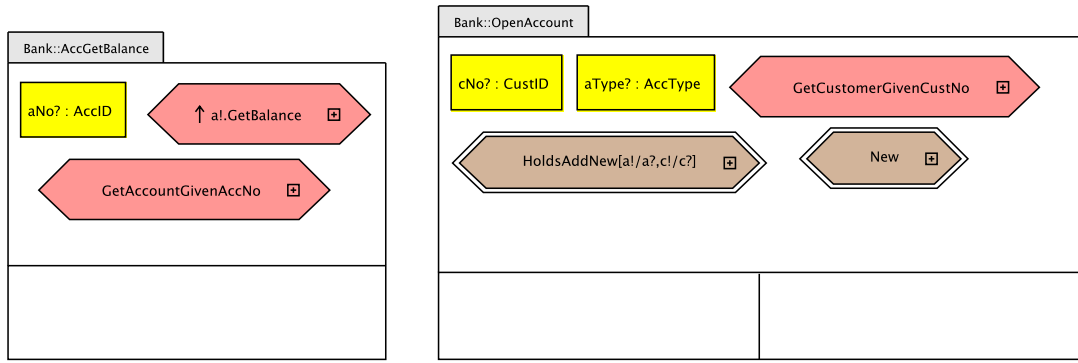 Bank::AccGetBalance
aNo? : AccID
↑ a!.GetBalance
GetAccountGivenAccNo
Bank::OpenAccount
cNo? : CustID
aType? : AccType
GetCustomerGivenCustNo
HoldsAddNew[a!/a?,c!/c?]
New